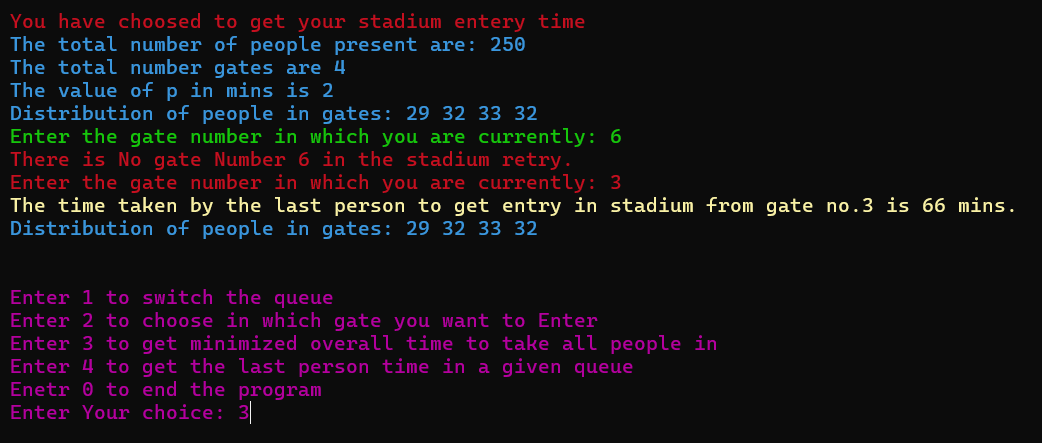 You have choosed to get your stadium entery time
The total number of people present are: 250
The total number gates are 4
The value of p in mins is 2
Distribution of people in gates: 29 32 33 32
Enter the gate number in which you are currently: 6
There is No gate Number 6 in the stadium retry.
Enter the gate number in which you are currently: 3
The time taken by the last person to get entry in stadium from gate no.3 is 66 mins.
Distribution of people in gates: 29 32 33 32
Enter 1 to switch the queue
Enter 2 to choose in which gate you want to Enter
Enter 3 to get minimized overall time to take all people in
Enter 4 to get the last person time in a given queue
Enetr 0 to end the program
Enter Your choice: 3